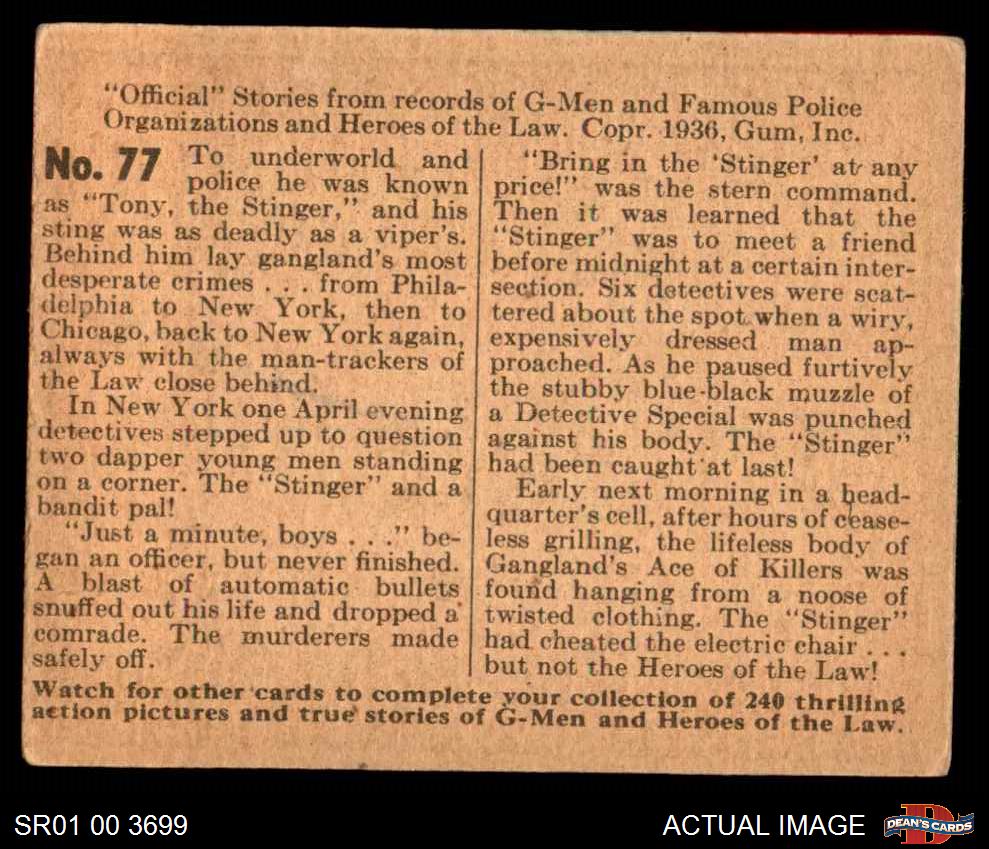 "Official" Stories from records of G-Men and Famous Police
Organizations and Heroes of the Law. Copr. 1936, Gum, Inc.
No. 77 To underworld and
police he was known
as "Tony, the Stinger," and his
sting was as deadly as a viper's.
Behind him lay gangland's most
desperate crimes . . . from Phila-
delphia to New York, then to
Chicago, back to New York again,
always with the man-trackers of
the Law close behind.
In New York one April evening
detectives stepped up to question
two dapper young men standing
on a corner. The "Stinger" and a
bandit pal!
"Just a minute, boys . . ." be-
gan an officer, but never finished.
A blast of automatic bullets
snuffed out his life and dropped a
comrade. The murderers made
safely off.
"Bring in the 'Stinger' at any
price!" was the stern command.
Then it was learned that the
"Stinger" was to meet a friend
before midnight at a certain inter-
section. Six detectives were scat-
tered about the spot when a wiry,
expensively dressed man ap-
proached. As he paused furtively
the stubby blue-black muzzle of
a Detective Special was punched
against his body. The "Stinger"
had been caught at last!
Early next morning in a head-
quarter's cell, after hours of cease-
less grilling, the lifeless body of
Gangland's Ace of Killers was
found hanging from a noose of
twisted clothing. The "Stinger"
had cheated the electric chair . . .
but not the Heroes of the Law!
Watch for other cards to complete your collection of 240 thrilling
action pictures and true stories of G-Men and Heroes of the Law.
SR01 00 3699
ACTUAL IMAGE
D
DEAN'S CARDS